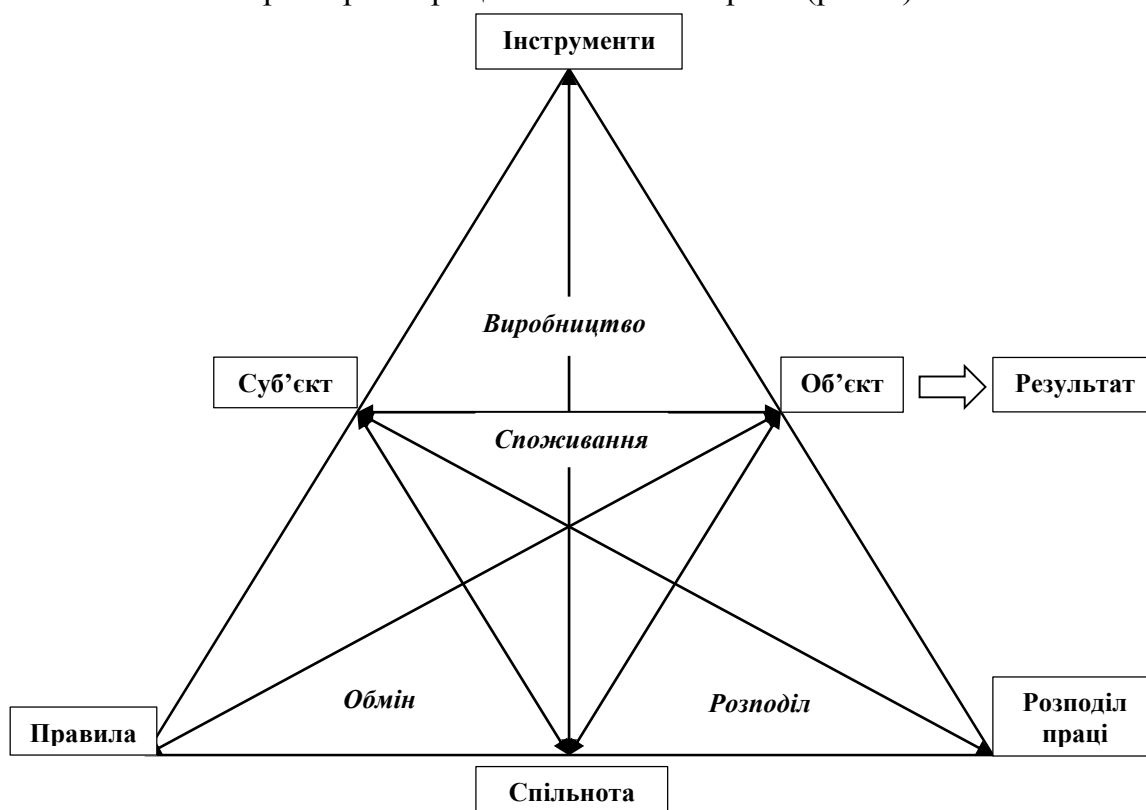 Інструменти
Виробництво
Суб’єкт
Об’єкт
Результат
Споживання
Обмін
Розподіл
Правила
Розподіл
праці
Спільнота